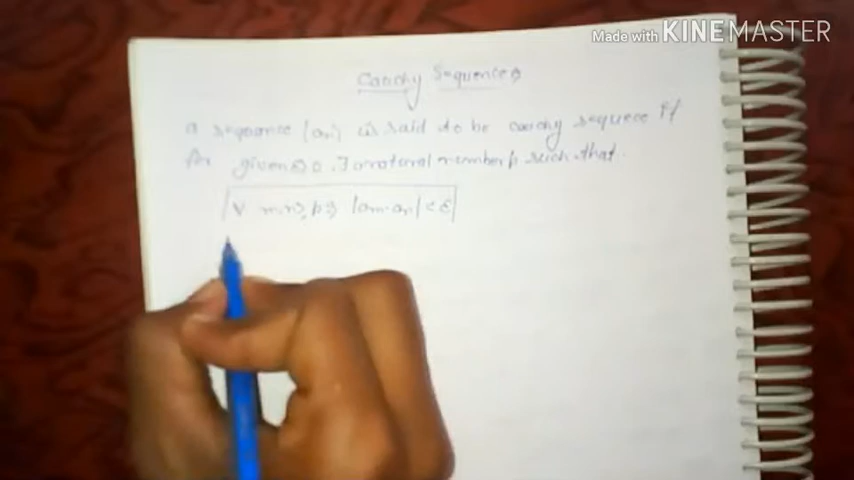 Made with KINEMASTER
Cauchy Sequence
a sequence {an} is said to be cauchy sequece if
for given ε>0, ∃ a natural number p such that
∀ m,n ≥ p ⇒ |am-an| < ε